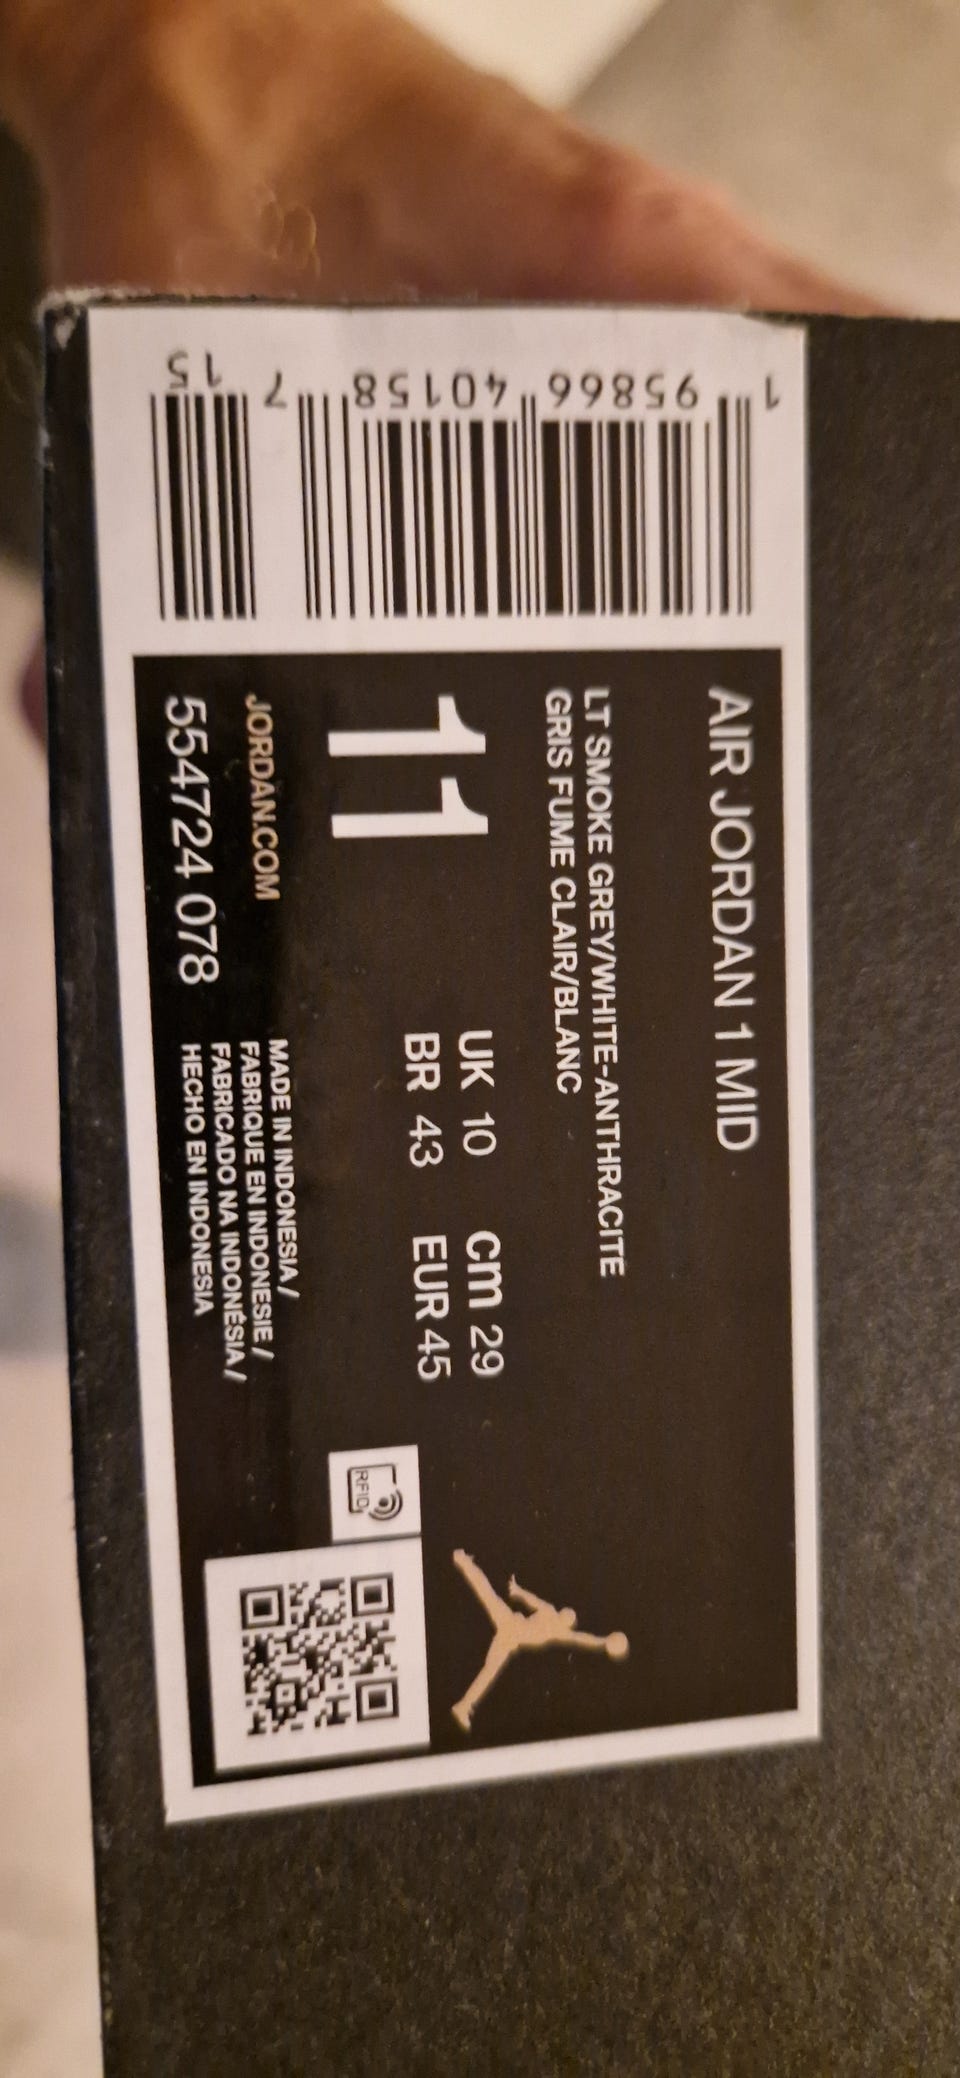 AIR JORDAN 1 MID
LT SMOKE GREY/WHITE-ANTHRACITE
GRIS FUME CLAIR/BLANC
11
UK 10 cm 29
BR 43 EUR 45
JORDAN.COM
554724 078
MADE IN INDONESIA /
FABRIQUE EN INDONESIE /
FABRICADO NA INDONÉSIA /
HECHO EN INDONESIA
RFID
1 95866 40158 7 15